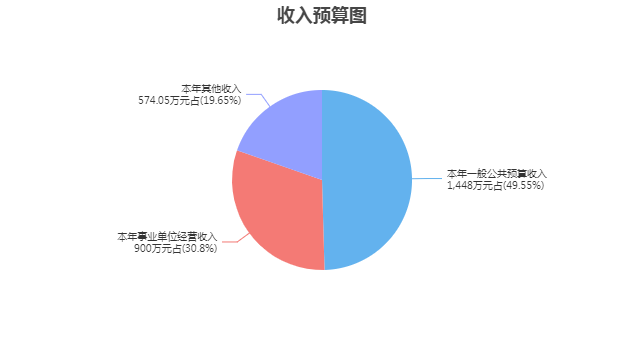 收入预算图
本年其他收入
574.05万元占(19.65%)
本年一般公共预算收入
1,448万元占(49.55%)
本年事业单位经营收入
900万元占(30.8%)